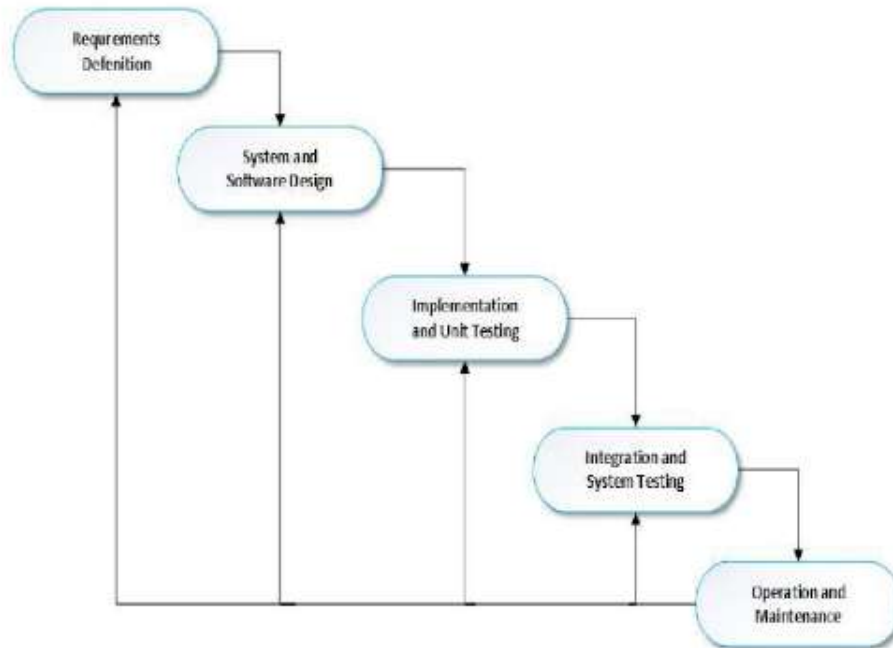 Requrements
Defenition
System and
Software Design
Implementation
and Unit Testing
Integration and
System Testing
Operation and
Maintenance